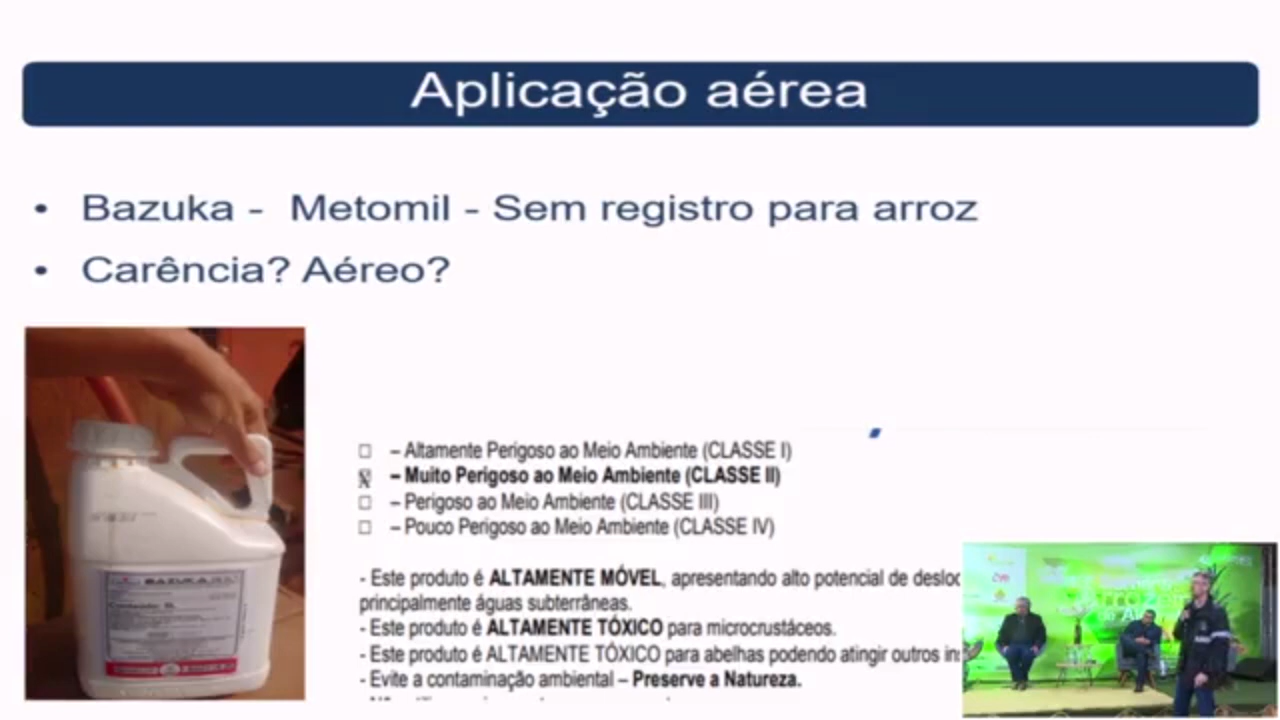 Aplicação aérea
• Bazuka - Metomil - Sem registro para arroz
• Carência? Aéreo?
BAZUKA
Conteúdo: 5L
☐ – Altamente Perigoso ao Meio Ambiente (CLASSE I)
☒ – Muito Perigoso ao Meio Ambiente (CLASSE II)
☐ – Perigoso ao Meio Ambiente (CLASSE III)
☐ – Pouco Perigoso ao Meio Ambiente (CLASSE IV)
- Este produto é ALTAMENTE MÓVEL, apresentando alto potencial de
principalmente águas subterrâneas.
- Este produto é ALTAMENTE TÓXICO para microcrustáceos.
- Este produto é ALTAMENTE TÓXICO para abelhas podendo atingir outros
- Evite a contaminação ambiental – Preserve a Natureza.